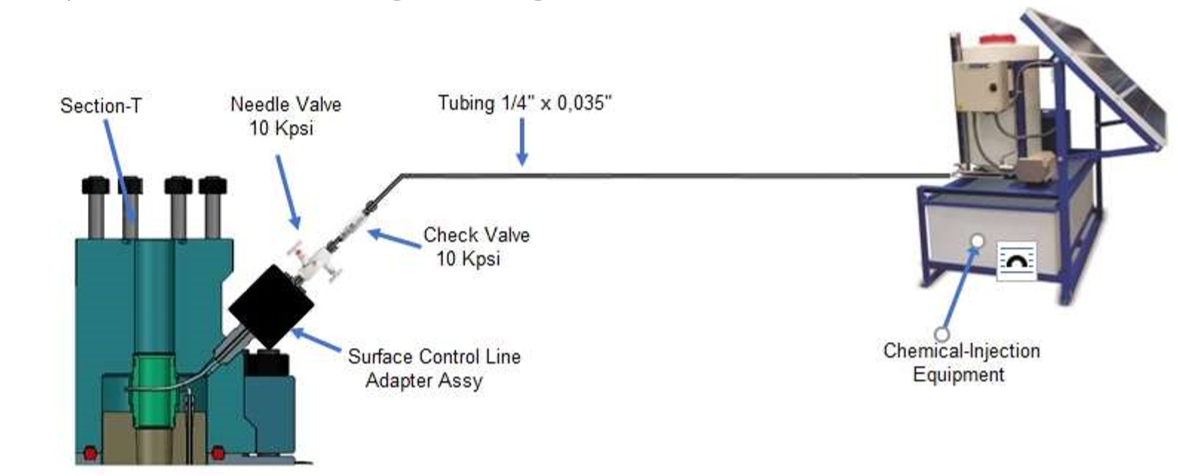 Section-T
Needle Valve
10 Kpsi
Tubing 1/4" x 0,035"
Check Valve
10 Kpsi
Surface Control Line
Adapter Assy
Chemical-Injection
Equipment